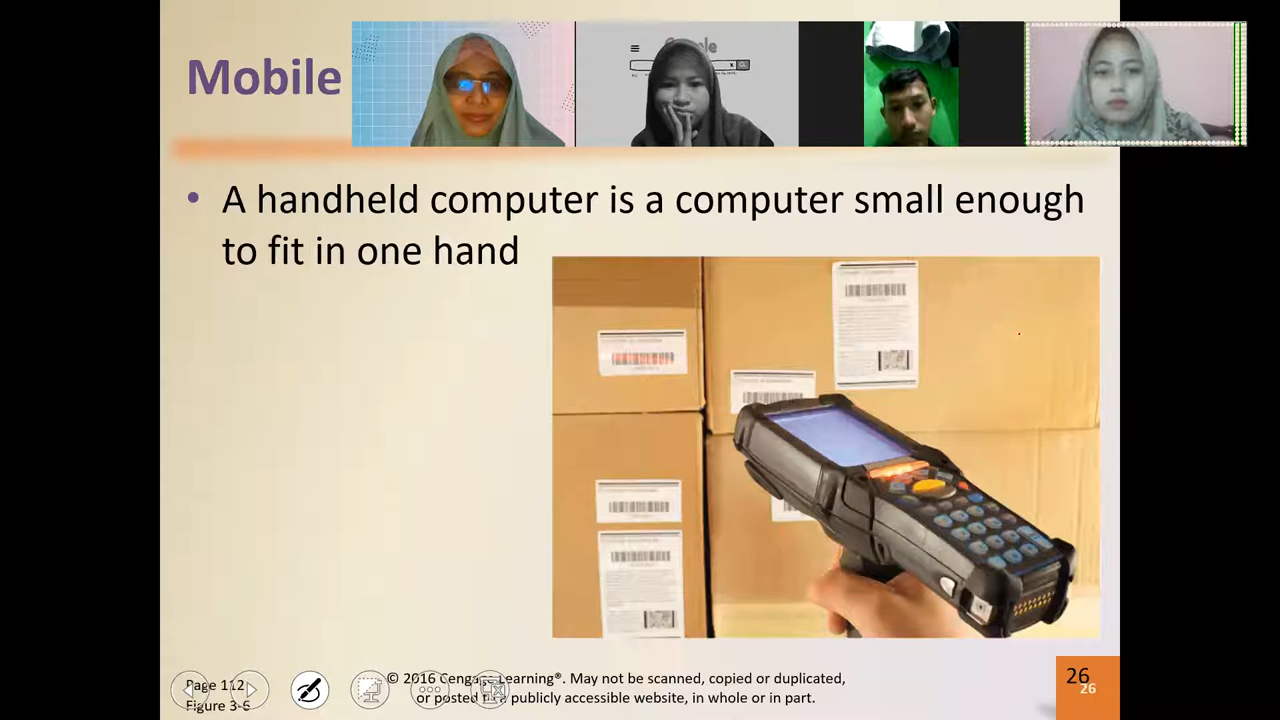 Mobile
A handheld computer is a computer small enough
to fit in one hand
Page 112
Figure 3-6
© 2016 Cengage Learning®. May not be scanned, copied or duplicated,
or posted to a publicly accessible website, in whole or in part.
26
26